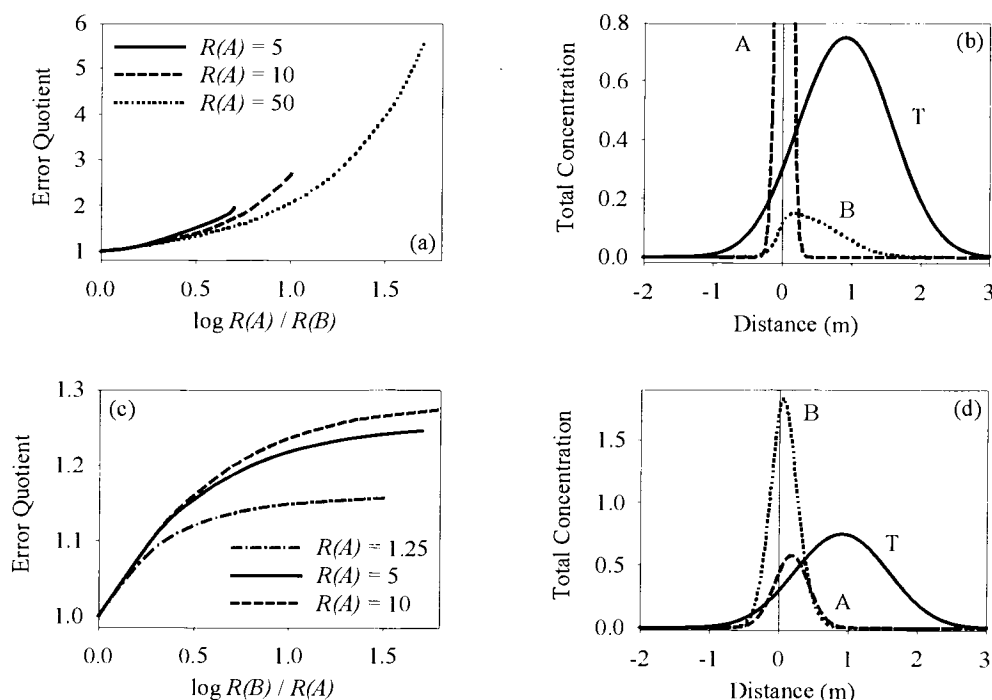 6
5
4
3
2
1
Error Quotient
R(A) = 5
R(A) = 10
R(A) = 50
(a)
0.0 0.5 1.0 1.5
log R(A) / R(B)
0.8
0.6
0.4
0.2
0.0
Total Concentration
A
(b)
T
B
-2 -1 0 1 2 3
Distance (m)
1.3
1.2
1.1
1.0
Error Quotient
(c)
R(A) = 1.25
R(A) = 5
R(A) = 10
0.0 0.5 1.0 1.5
log R(B) / R(A)
1.5
1.0
0.5
0.0
Total Concentration
B
(d)
T
A
-2 -1 0 1 2 3
Distance (m)